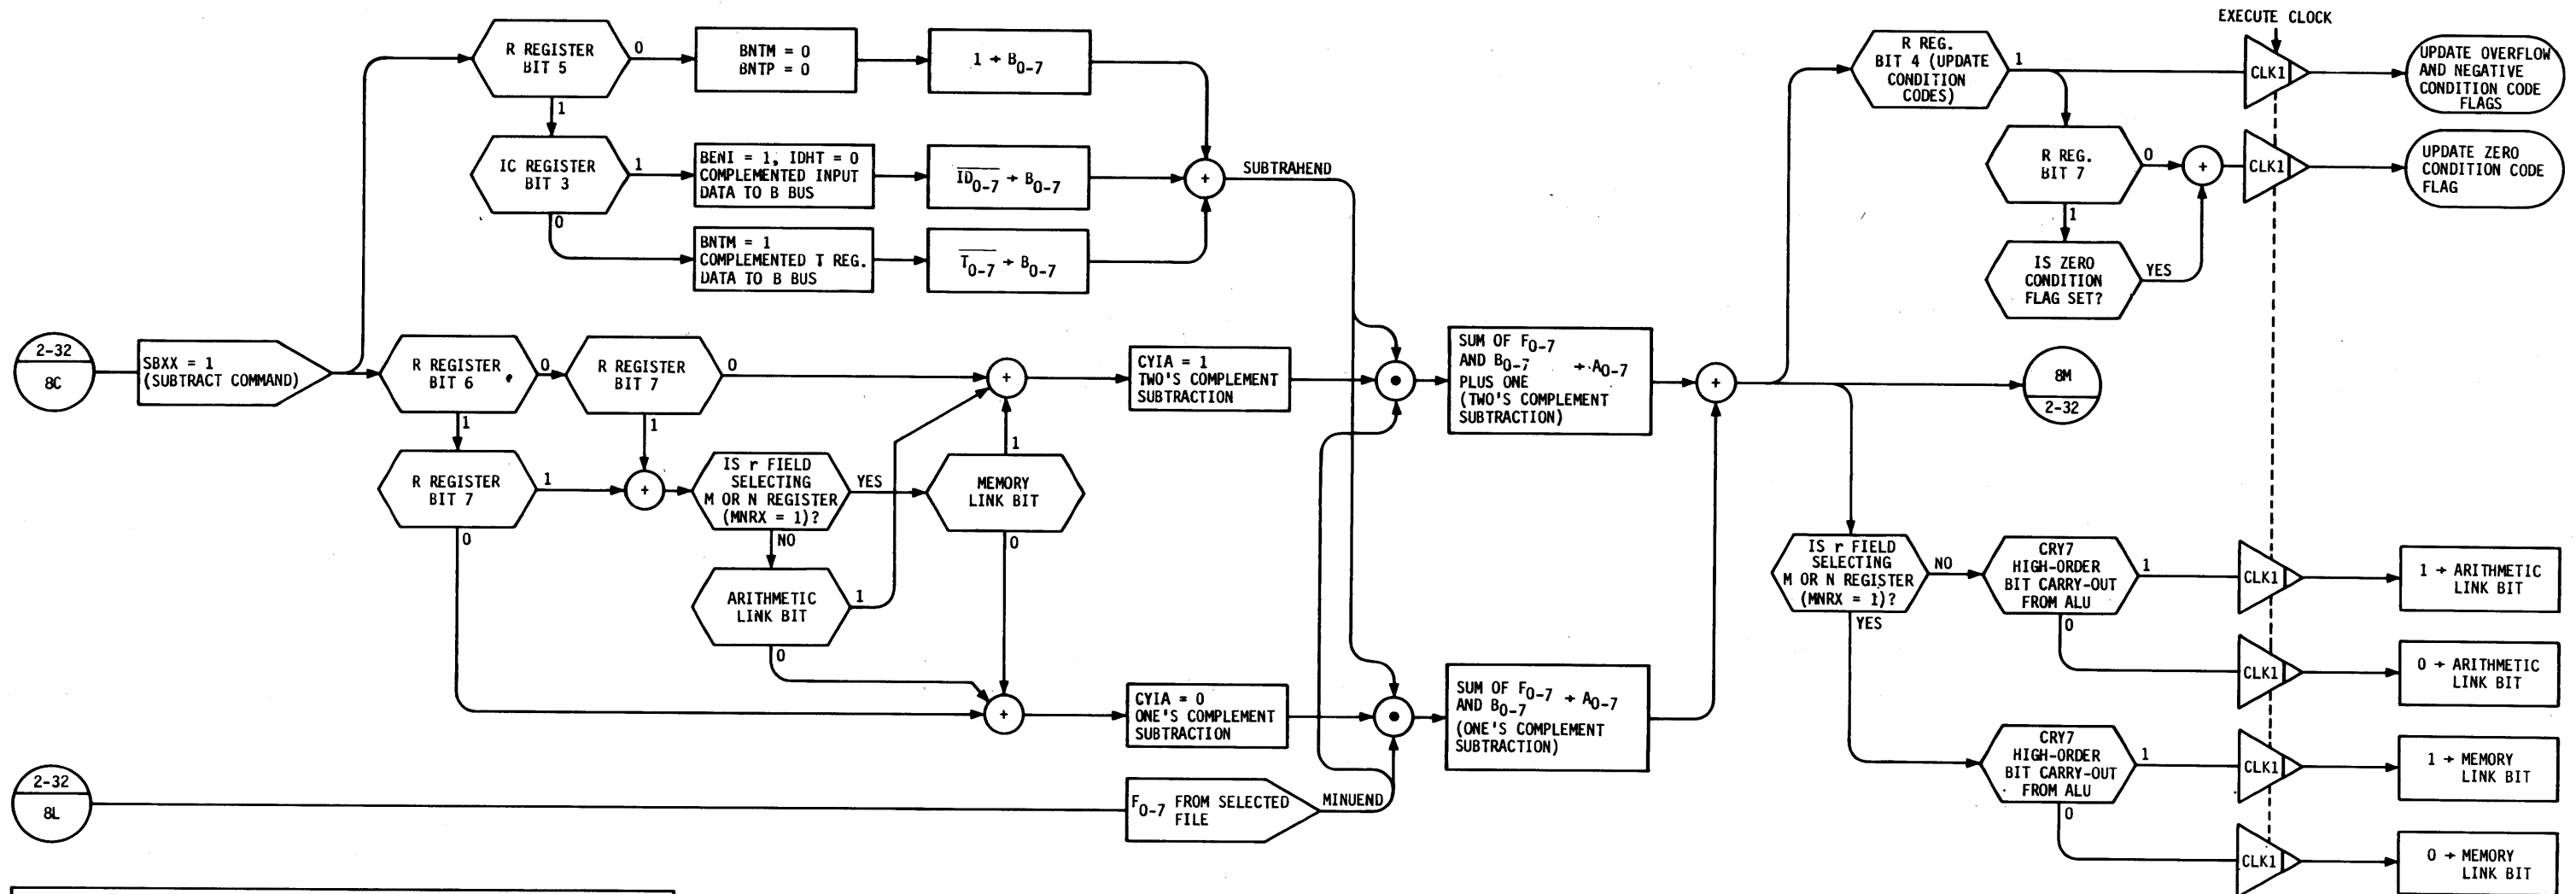 EXECUTE CLOCK
R REGISTER
BIT 5
0
1
BNTM = 0
BNTP = 0
1 → B0-7
IC REGISTER
BIT 3
1
0
BENI = 1, IDHT = 0
COMPLEMENTED INPUT
DATA TO B BUS
ID0-7 → B0-7
BNTM = 1
COMPLEMENTED T REG.
DATA TO B BUS
T0-7 → B0-7
+
SUBTRAHEND
R REG.
BIT 4 (UPDATE
CONDITION
CODES)
1
CLK1
UPDATE OVERFLOW
AND NEGATIVE
CONDITION CODE
FLAGS
R REG.
BIT 7
0
1
+
CLK1
UPDATE ZERO
CONDITION CODE
FLAG
IS ZERO
CONDITION
FLAG SET?
YES
2-32
8C
SBXX = 1
(SUBTRACT COMMAND)
R REGISTER
BIT 6
0
1
R REGISTER
BIT 7
0
1
+
CYIA = 1
TWO'S COMPLEMENT
SUBTRACTION
SUM OF F0-7
AND B0-7 → A0-7
PLUS ONE
(TWO'S COMPLEMENT
SUBTRACTION)
+
8M
2-32
R REGISTER
BIT 7
1
0
+
IS r FIELD
SELECTING
M OR N REGISTER
(MNRX = 1)?
YES
NO
MEMORY
LINK BIT
1
0
ARITHMETIC
LINK BIT
1
0
+
CYIA = 0
ONE'S COMPLEMENT
SUBTRACTION
SUM OF F0-7 → A0-7
AND B0-7
(ONE'S COMPLEMENT
SUBTRACTION)
2-32
8L
F0-7 FROM SELECTED
FILE
MINUEND
IS r FIELD
SELECTING
M OR N REGISTER
(MNRX = 1)?
NO
YES
CRY7
HIGH-ORDER
BIT CARRY-OUT
FROM ALU
1
0
CLK1
1 → ARITHMETIC
LINK BIT
CLK1
0 → ARITHMETIC
LINK BIT
CRY7
HIGH-ORDER
BIT CARRY-OUT
FROM ALU
1
0
CLK1
1 → MEMORY
LINK BIT
CLK1
0 → MEMORY
LINK BIT